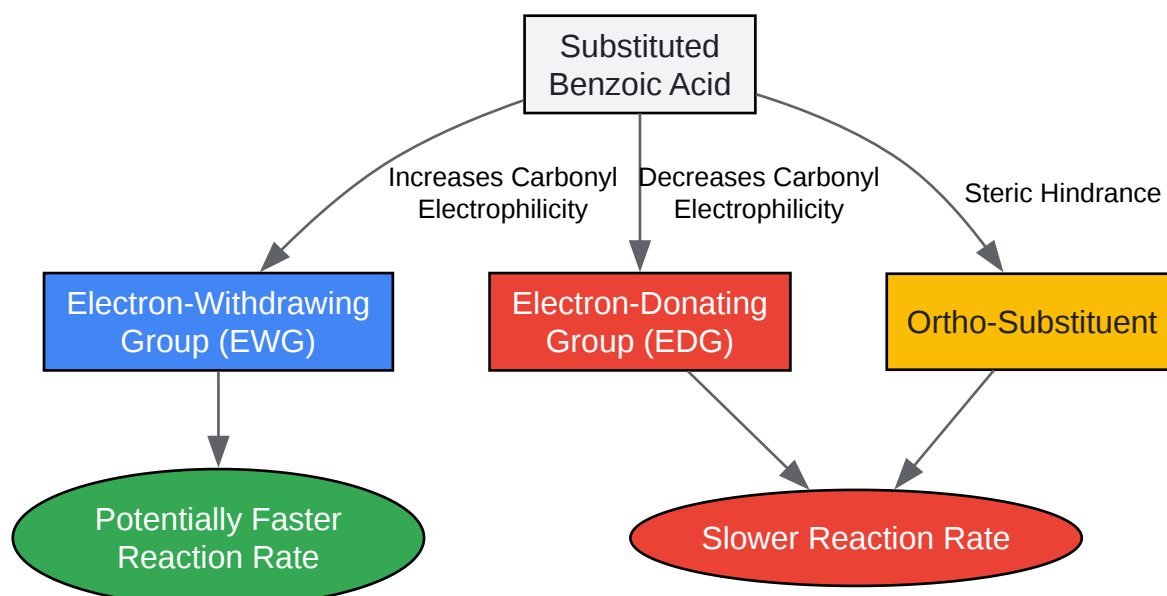 Substituted
Benzoic Acid
Increases Carbonyl
Electrophilicity
Decreases Carbonyl
Electrophilicity
Steric Hindrance
Electron-Withdrawing
Group (EWG)
Electron-Donating
Group (EDG)
Ortho-Substituent
Potentially Faster
Reaction Rate
Slower Reaction Rate